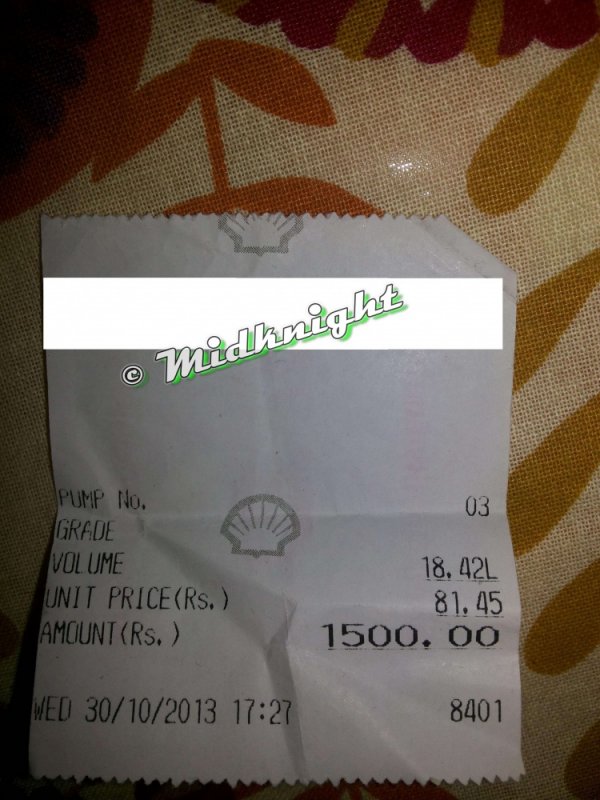 © Midknight
PUMP No. 03
GRADE
VOLUME 18.42L
UNIT PRICE(Rs.) 81.45
AMOUNT(Rs.) 1500.00
WED 30/10/2013 17:27 8401